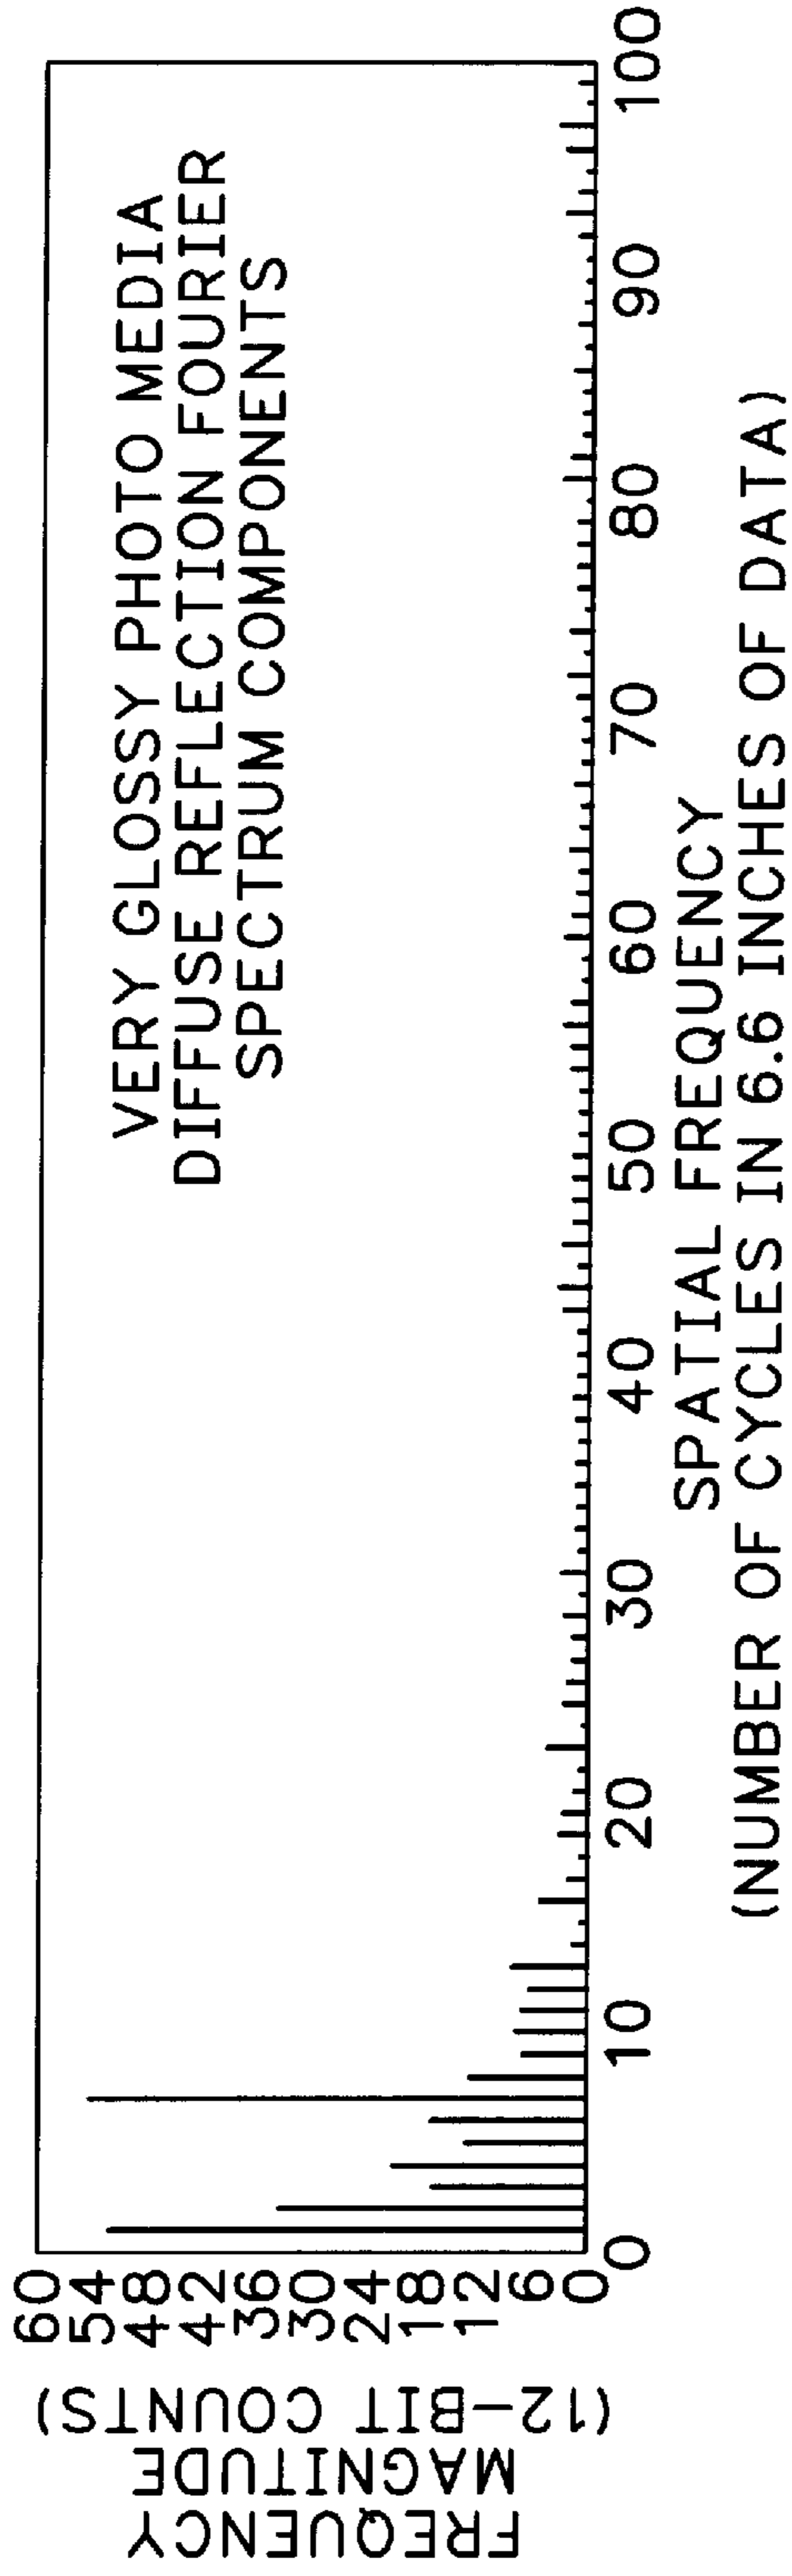 VERY GLOSSY PHOTO MEDIA
DIFFUSE REFLECTION FOURIER
SPECTRUM COMPONENTS
FREQUENCY
MAGNITUDE
(12-BIT COUNTS)
60
54
48
42
36
30
24
18
12
6
0
0 10 20 30 40 50 60 70 80 90 100
SPATIAL FREQUENCY
(NUMBER OF CYCLES IN 6.6 INCHES OF DATA)